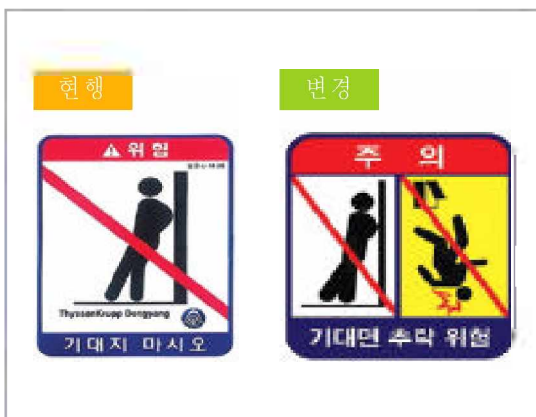 현행
변경
위험
ThyssenKrupp Dongyang
기대지 마시오
주 의
기대면 추락 위험